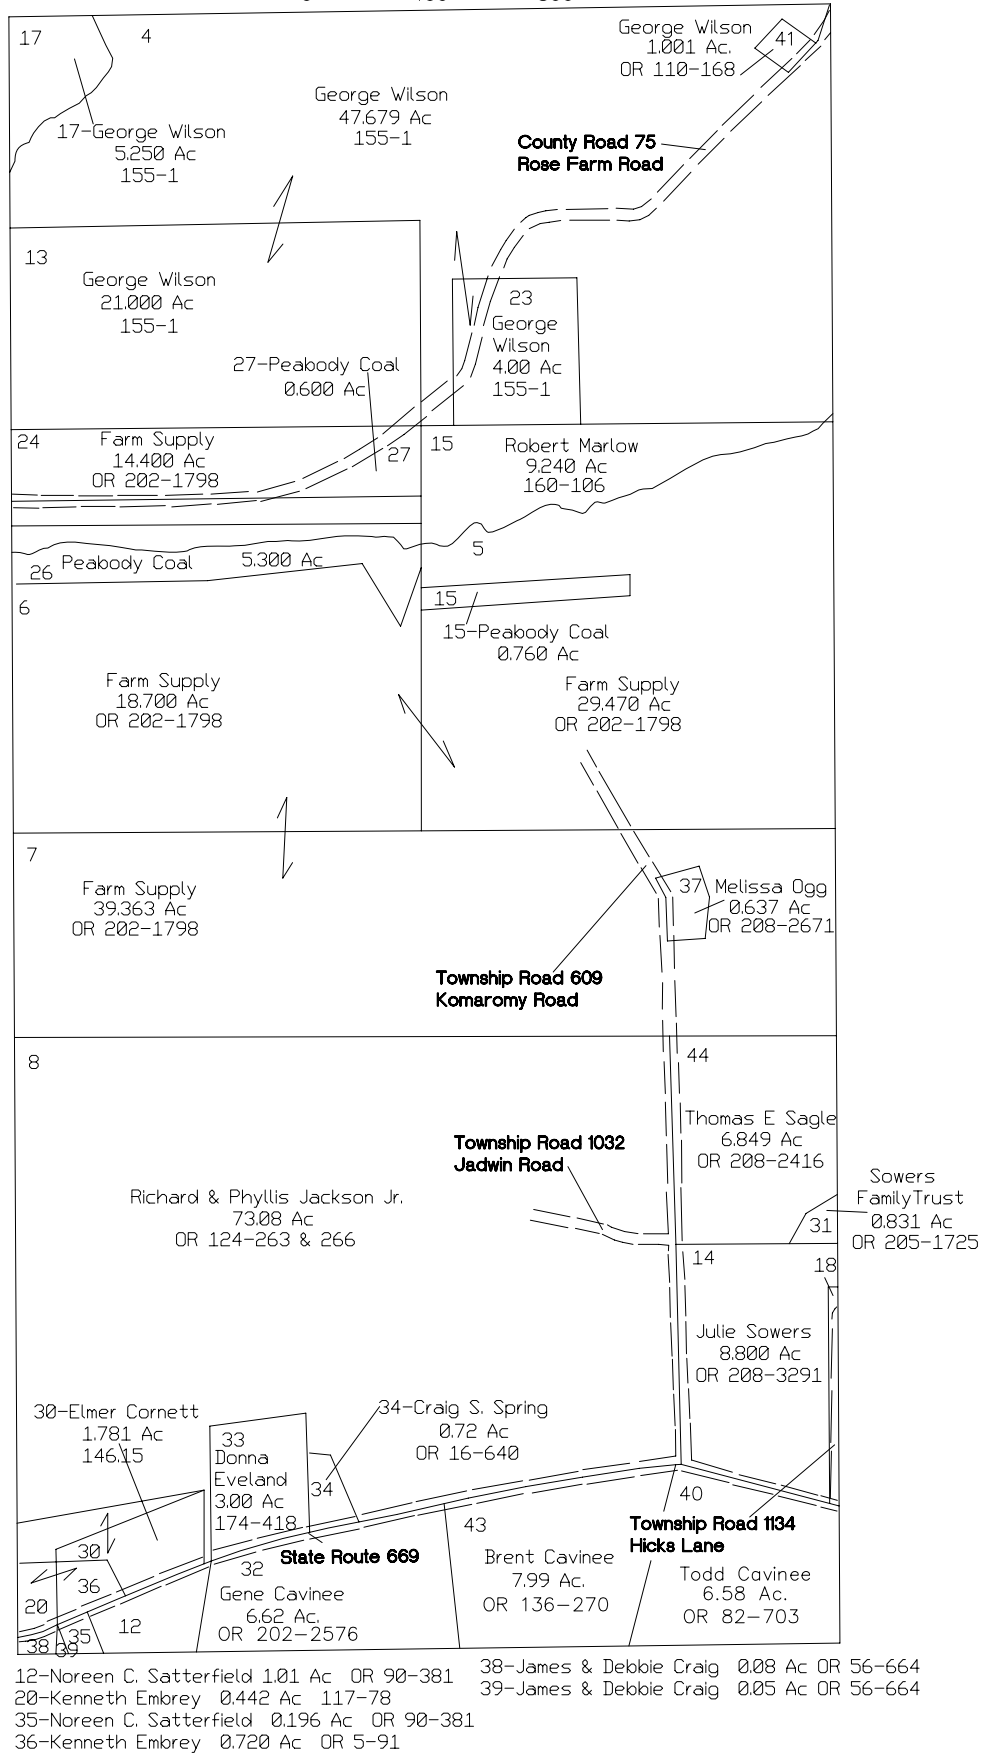 17
4
George Wilson
1.001 Ac.
OR 110-168
41
George Wilson
47.679 Ac
155-1
17-George Wilson
5.250 Ac
155-1
County Road 75
Rose Farm Road
13
George Wilson
21.000 Ac
155-1
23
George
Wilson
4.00 Ac
155-1
27-Peabody Coal
0.600 Ac
24
Farm Supply
14.400 Ac
OR 202-1798
27
15
Robert Marlow
9.240 Ac
160-106
5
26
Peabody Coal 5.300 Ac
6
15
15-Peabody Coal
0.760 Ac
Farm Supply
18.700 Ac
OR 202-1798
Farm Supply
29.470 Ac
OR 202-1798
7
Farm Supply
39.363 Ac
OR 202-1798
37
Melissa Ogg
0.637 Ac
OR 208-2671
Township Road 609
Komaromy Road
8
44
Thomas E Sagle
6.849 Ac
OR 208-2416
Township Road 1032
Jadwin Road
Richard & Phyllis Jackson Jr.
73.08 Ac
OR 124-263 & 266
Sowers
FamilyTrust
0.831 Ac
OR 205-1725
31
14
18
Julie Sowers
8.800 Ac
OR 208-3291
30-Elmer Cornett
1.781 Ac
146.15
34-Craig S. Spring
0.72 Ac
OR 16-640
33
Donna
Eveland
3.00 Ac
174-418
34
40
43
Township Road 1134
Hicks Lane
State Route 669
30
32
Gene Cavinee
6.62 Ac.
OR 202-2576
Brent Cavinee
7.99 Ac.
OR 136-270
Todd Cavinee
6.58 Ac.
OR 82-703
36
20
12
35
38
39
12-Noreen C. Satterfield 1.01 Ac OR 90-381
20-Kenneth Embrey 0.442 Ac 117-78
35-Noreen C. Satterfield 0.196 Ac OR 90-381
36-Kenneth Embrey 0.720 Ac OR 5-91
38-James & Debbie Craig 0.08 Ac OR 56-664
39-James & Debbie Craig 0.05 Ac OR 56-664